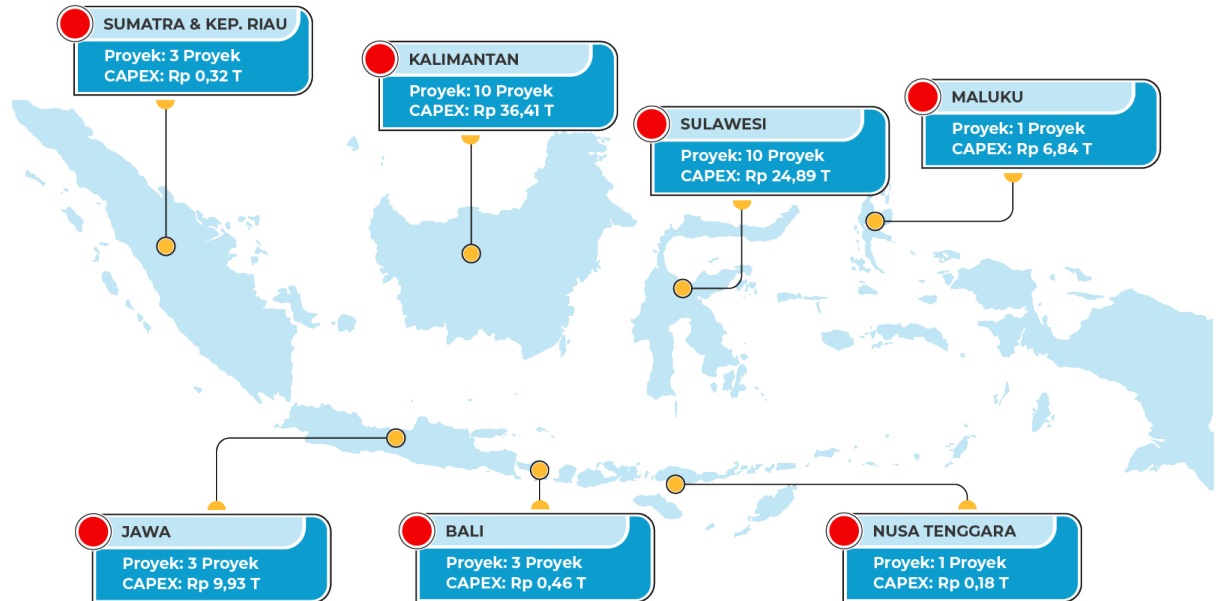 SUMATRA & KEP. RIAU
Proyek: 3 Proyek
CAPEX: Rp 0,32 T
KALIMANTAN
Proyek: 10 Proyek
CAPEX: Rp 36,41 T
SULAWESI
Proyek: 10 Proyek
CAPEX: Rp 24,89 T
MALUKU
Proyek: 1 Proyek
CAPEX: Rp 6,84 T
JAWA
Proyek: 3 Proyek
CAPEX: Rp 9,93 T
BALI
Proyek: 3 Proyek
CAPEX: Rp 0,46 T
NUSA TENGGARA
Proyek: 1 Proyek
CAPEX: Rp 0,18 T